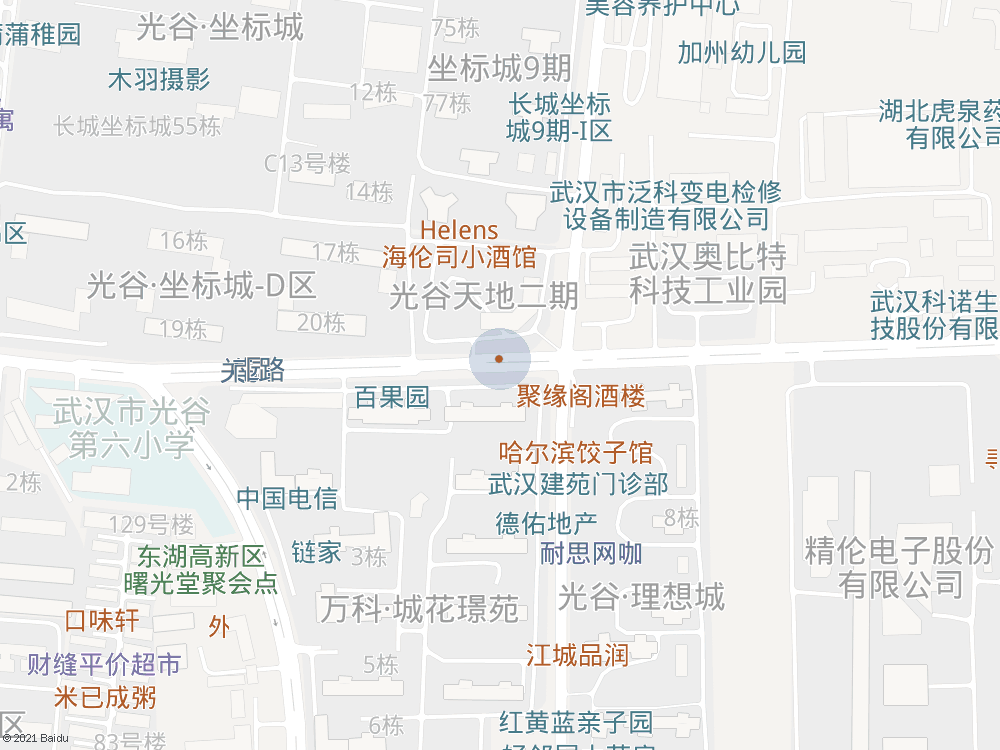 美容养护中心
蒲稚园
光谷·坐标城
75栋
加州幼儿园
坐标城9期
木羽摄影
12栋
77栋
长城坐标
城9期-I区
湖北虎泉药
有限公司
寓
长城坐标城55栋
C13号楼
14栋
武汉市泛科变电检修
设备制造有限公司
区
16栋
17栋
Helens
海伦司小酒馆
武汉奥比特
科技工业园
光谷·坐标城-D区
光谷天地二期
武汉科诺生
技股份有限
19栋
20栋
路
百果园
聚缘阁酒楼
武汉市光谷
第六小学
哈尔滨饺子馆
2栋
中国电信
武汉建苑门诊部
129号楼
德佑地产
8栋
东湖高新区
曙光堂聚会点
链家
3栋
耐思网咖
精伦电子股份
有限公司
口味轩
外
万科·城花璟苑
光谷·理想城
财缝平价超市
5栋
江城品润
米已成粥
区
6栋
红黄蓝亲子园
83号楼
© 2021 Baidu